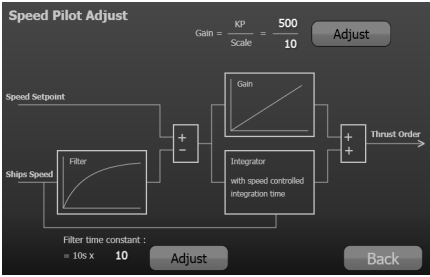 Speed Pilot Adjust
Gain = KP / Scale = 500 / 10
Adjust
Gain
Speed Setpoint
+
−
+
+
Thrust Order
Filter
Integrator
with speed controlled
integration time
Ships Speed
Filter time constant :
= 10s x 10
Adjust
Back